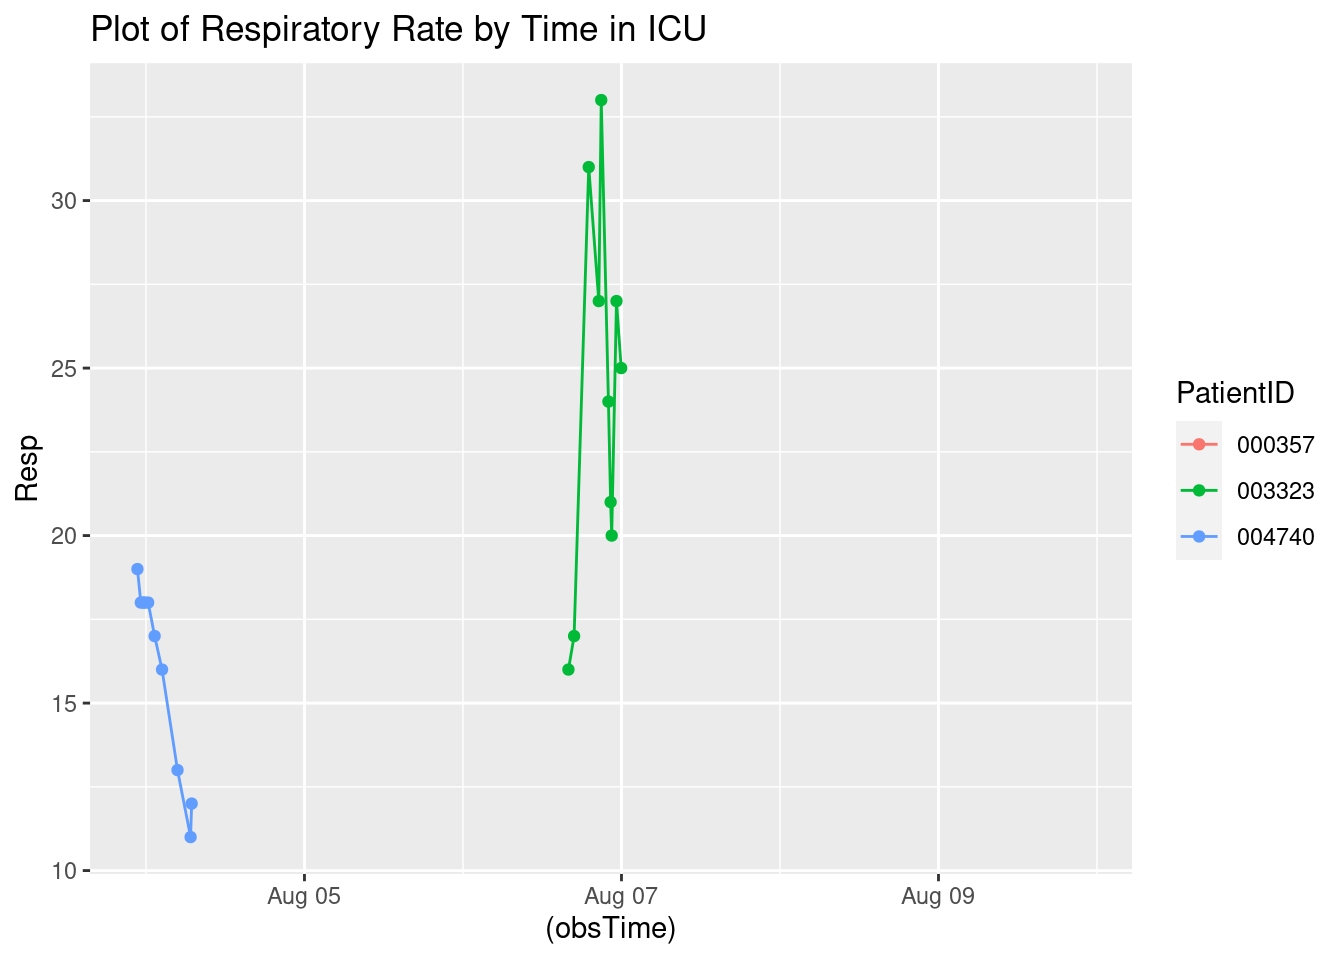 Plot of Respiratory Rate by Time in ICU
30
25
20
15
10
Resp
Aug 05
Aug 07
Aug 09
(obsTime)
PatientID
000357
003323
004740